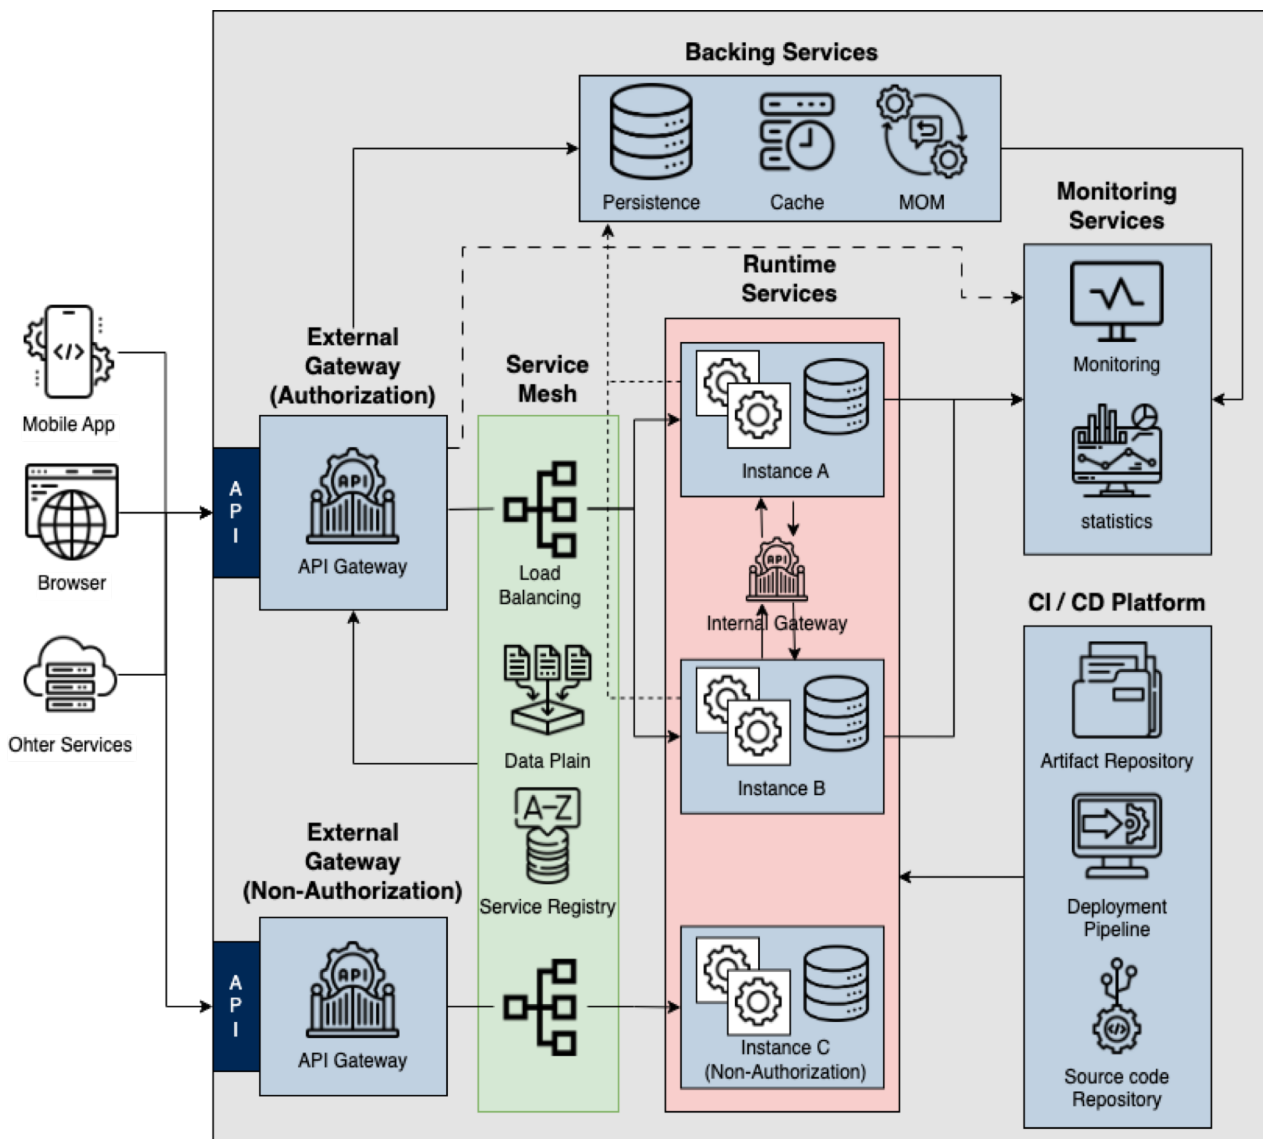 Backing Services
Persistence
Cache
MOM
Monitoring
Services
Monitoring
statistics
Runtime
Services
External
Gateway
(Authorization)
Service
Mesh
</>
Mobile App
Browser
Ohter Services
A
P
I
API
API Gateway
Load
Balancing
Data Plain
A-Z
Service Registry
Instance A
API
Internal Gateway
Instance B
CI / CD Platform
Artifact Repository
Deployment
Pipeline
</>
Source code
Repository
External
Gateway
(Non-Authorization)
A
P
I
API
API Gateway
Instance C
(Non-Authorization)